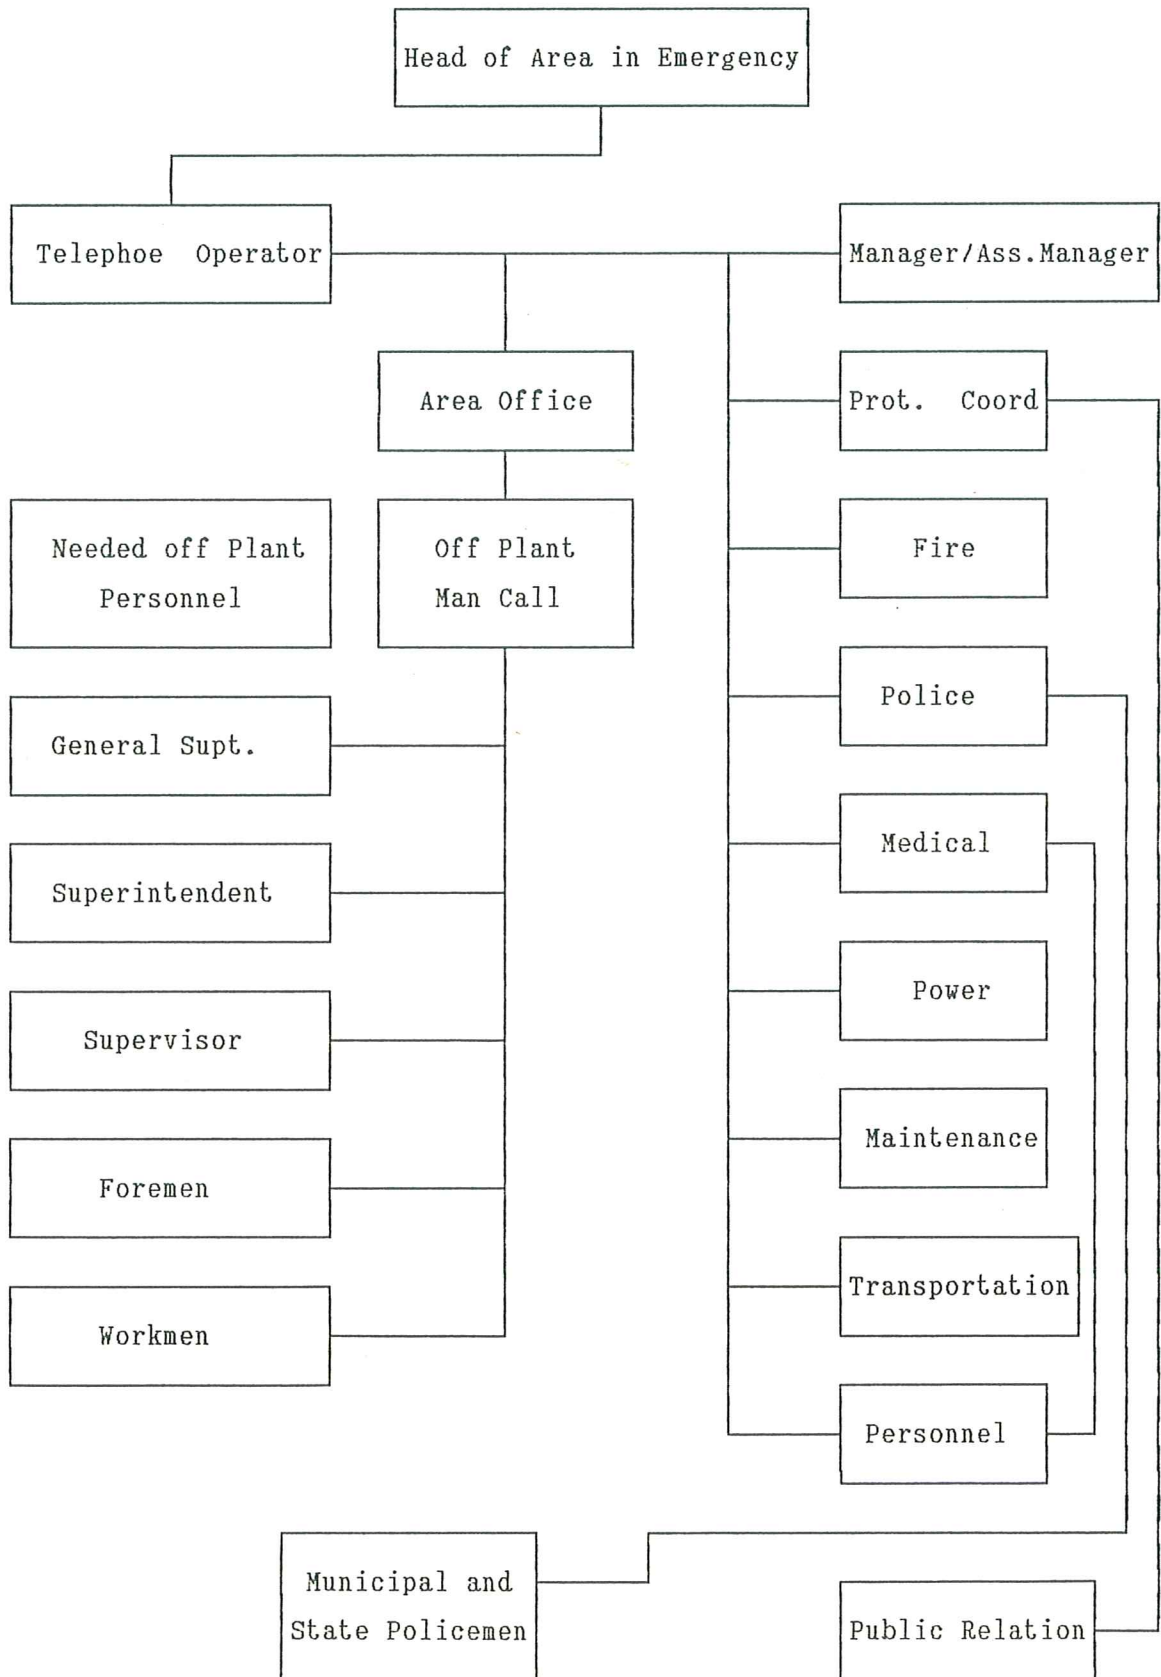 Head of Area in Emergency
Telephoe Operator
Manager/Ass.Manager
Area Office
Prot. Coord
Needed off Plant
Personnel
Off Plant
Man Call
Fire
General Supt.
Police
Superintendent
Medical
Supervisor
Power
Foremen
Maintenance
Workmen
Transportation
Personnel
Municipal and
State Policemen
Public Relation